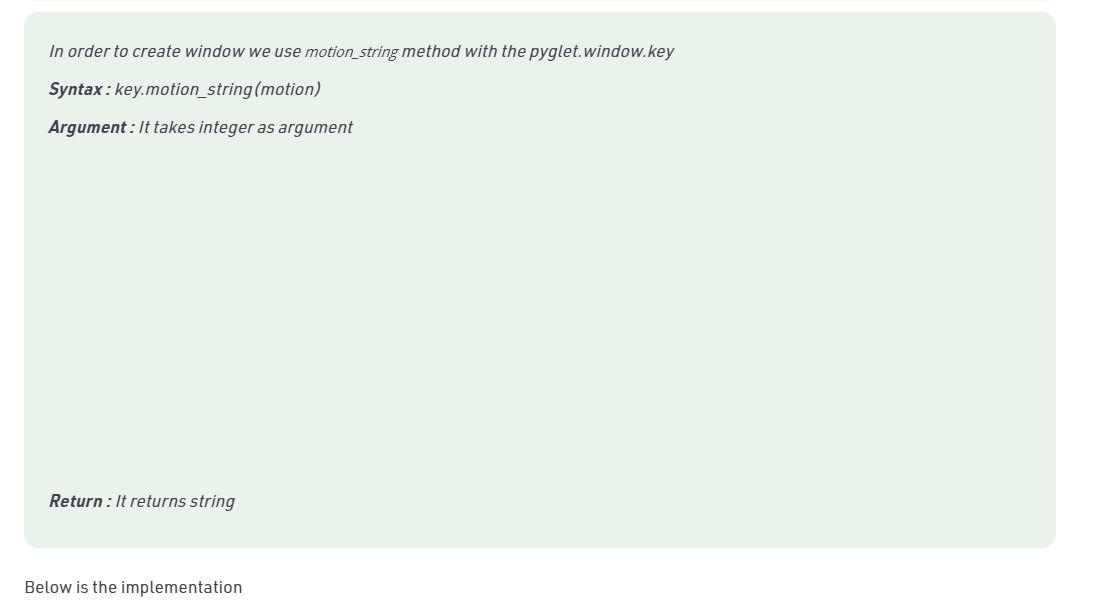 In order to create window we use motion_string method with the pyglet.window.key
Syntax : key.motion_string(motion)
Argument : It takes integer as argument
Return : It returns string
Below is the implementation